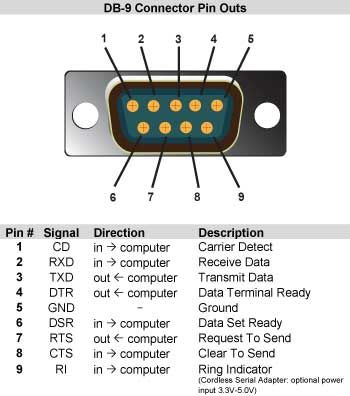 DB-9 Connector Pin Outs
1 2 3 4 5
6 7 8 9
Pin # Signal Direction Description
1 CD in → computer Carrier Detect
2 RXD in → computer Receive Data
3 TXD out ← computer Transmit Data
4 DTR out ← computer Data Terminal Ready
5 GND – Ground
6 DSR in → computer Data Set Ready
7 RTS out ← computer Request To Send
8 CTS in → computer Clear To Send
9 RI in → computer Ring Indicator
(Cordless Serial Adapter: optional power
input 3.3V-5.0V)